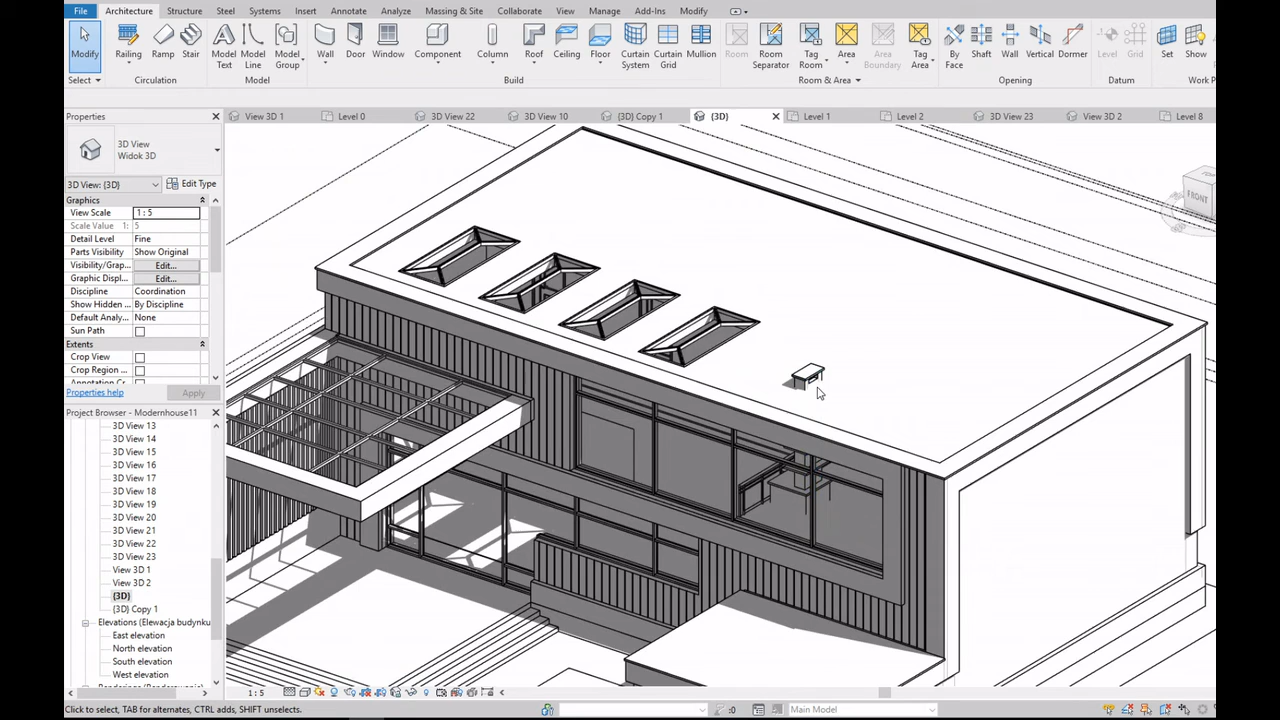 File Architecture Structure Steel Systems Insert Annotate Analyze Massing & Site Collaborate View Manage Add-Ins Modify
Modify Railing Ramp Stair Model Text Model Line Model Group Wall Door Window Component Column Roof Ceiling Floor Curtain System Curtain Grid Mullion Room Room Separator Tag Room Area Area Boundary Tag Area By Face Shaft Wall Vertical Dormer Level Grid Set Show
Select Circulation Model Build Room & Area Opening Datum Work P
Properties
View 3D 1 Level 0 3D View 22 3D View 10 {3D} Copy 1 {3D} Level 1 Level 2 3D View 23 3D View 2 Level 8
3D View
Widok 3D
3D View: {3D} Edit Type
Graphics
View Scale 1 : 5
Scale Value 1: 5
Detail Level Fine
Parts Visibility Show Original
Visibility/Grap... Edit...
Graphic Displ... Edit...
Discipline Coordination
Show Hidden ... By Discipline
Default Analy... None
Sun Path
Extents
Crop View
Crop Region ...
Properties help Apply
Project Browser - Modernhouse11
3D View 13
3D View 14
3D View 15
3D View 16
3D View 17
3D View 18
3D View 19
3D View 20
3D View 21
3D View 22
3D View 23
View 3D 1
View 3D 2
{3D}
{3D} Copy 1
Elevations (Elewacja budynku
East elevation
North elevation
South elevation
West elevation
FRONT
1 : 5
Click to select, TAB for alternates, CTRL adds, SHIFT unselects. :0 Main Model